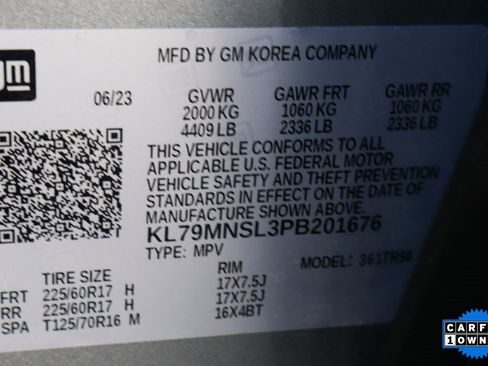 gm
MFD BY GM KOREA COMPANY
06/23 GVWR GAWR FRT GAWR RR
2000 KG 1060 KG 1060 KG
4409 LB 2336 LB 2336 LB
THIS VEHICLE CONFORMS TO ALL
APPLICABLE U.S. FEDERAL MOTOR
VEHICLE SAFETY AND THEFT PREVENTION
STANDARDS IN EFFECT ON THE DATE OF
MANUFACTURE SHOWN ABOVE.
KL79MNSL3PB201676
TYPE: MPV MODEL: 361TR56
TIRE SIZE RIM
FRT 225/60R17 H 17X7.5J
RR 225/60R17 H 17X7.5J
SPA T125/70R16 M 16X4BT
CARF
1 OWN